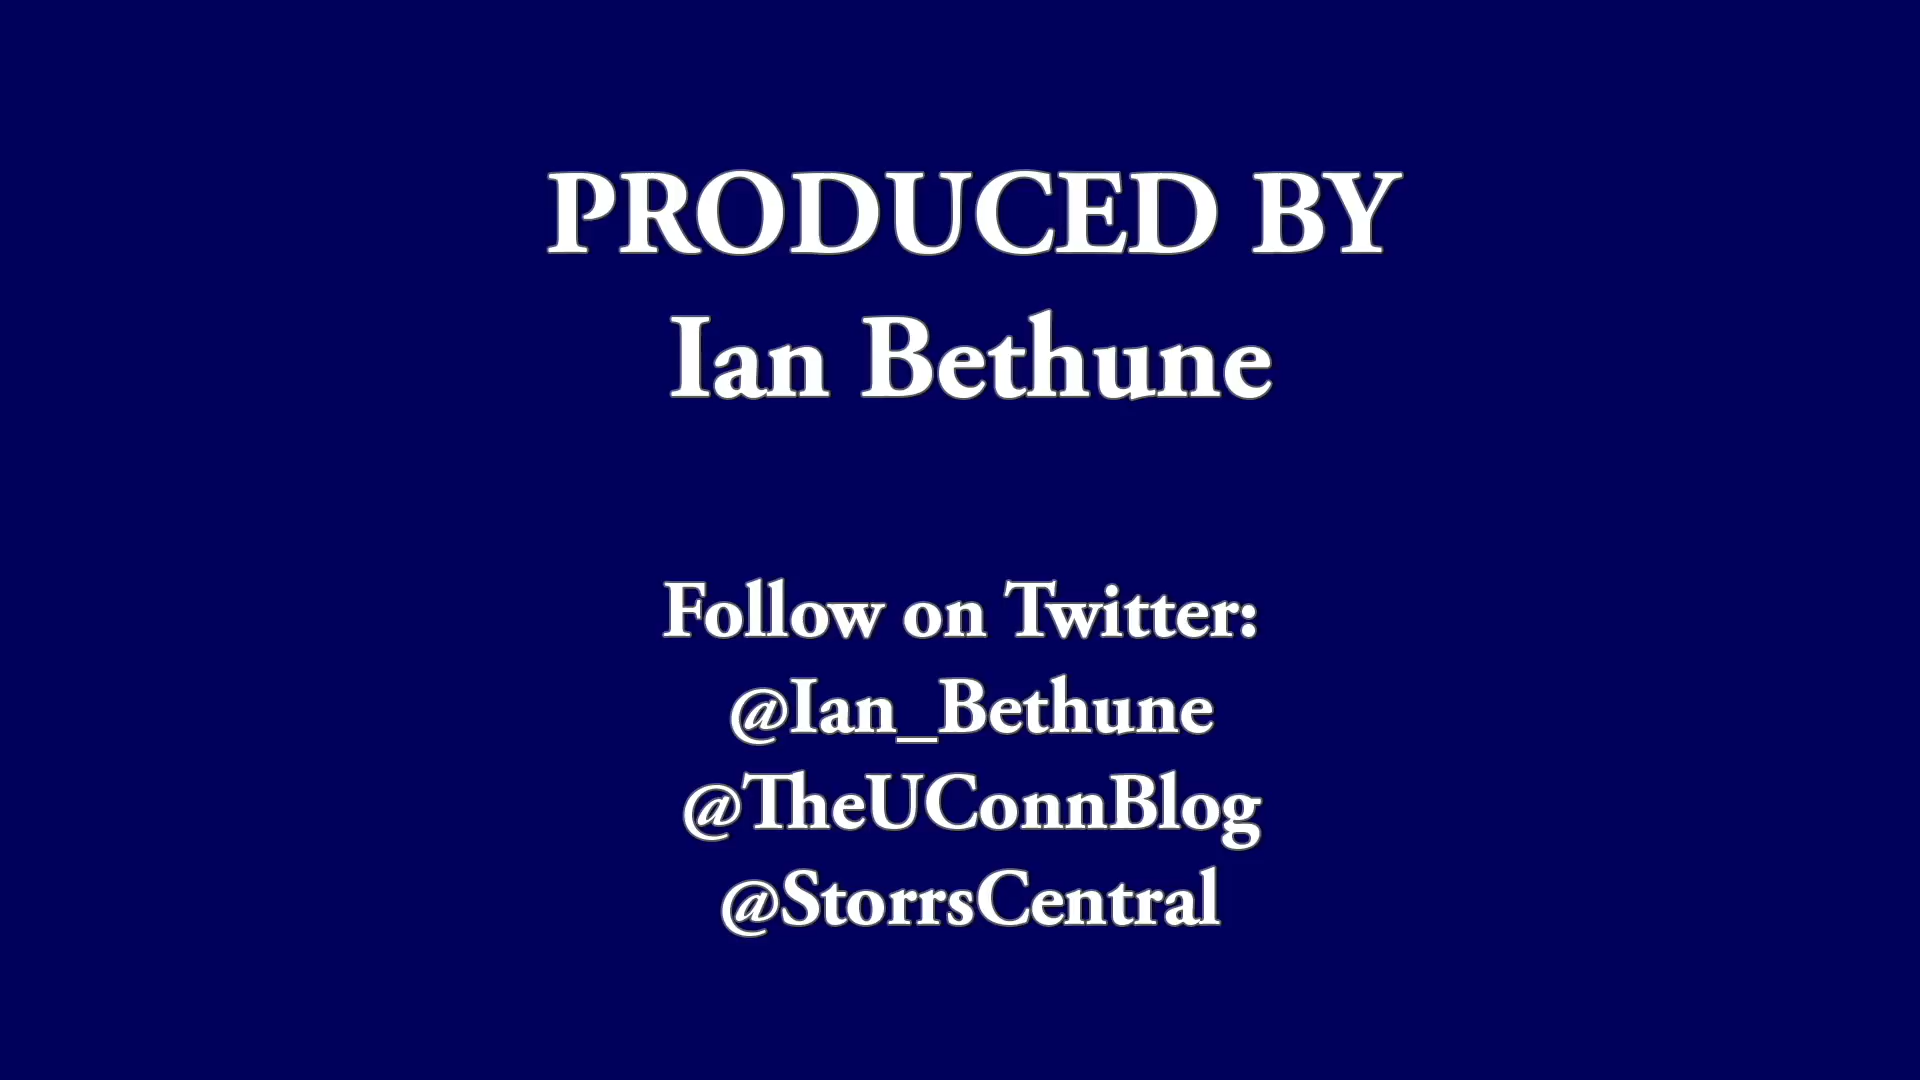 PRODUCED BY
Ian Bethune
Follow on Twitter:
@Ian_Bethune
@TheUConnBlog
@StorrsCentral